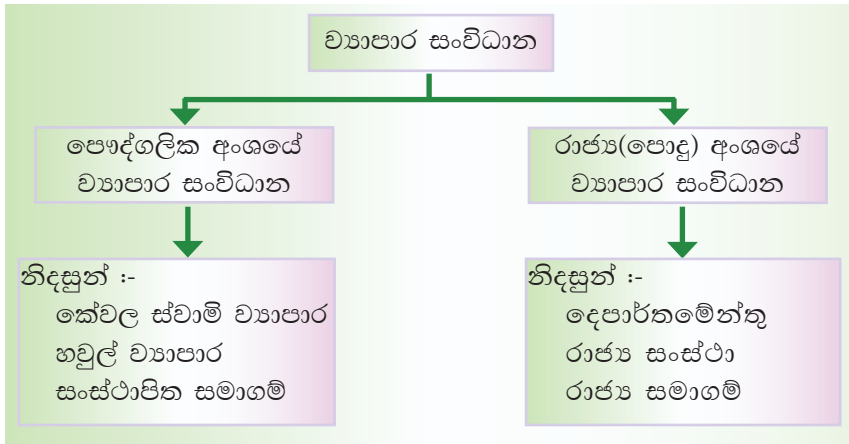 ව්‍යාපාර සංවිධාන
පෞද්ගලික අංශයේ
ව්‍යාපාර සංවිධාන
රාජ්‍ය(පොදු) අංශයේ
ව්‍යාපාර සංවිධාන
නිදසුන් :-
කේවල ස්වාමි ව්‍යාපාර
හවුල් ව්‍යාපාර
සංස්ථාපිත සමාගම්
නිදසුන් :-
දෙපාර්තමේන්තු
රාජ්‍ය සංස්ථා
රාජ්‍ය සමාගම්